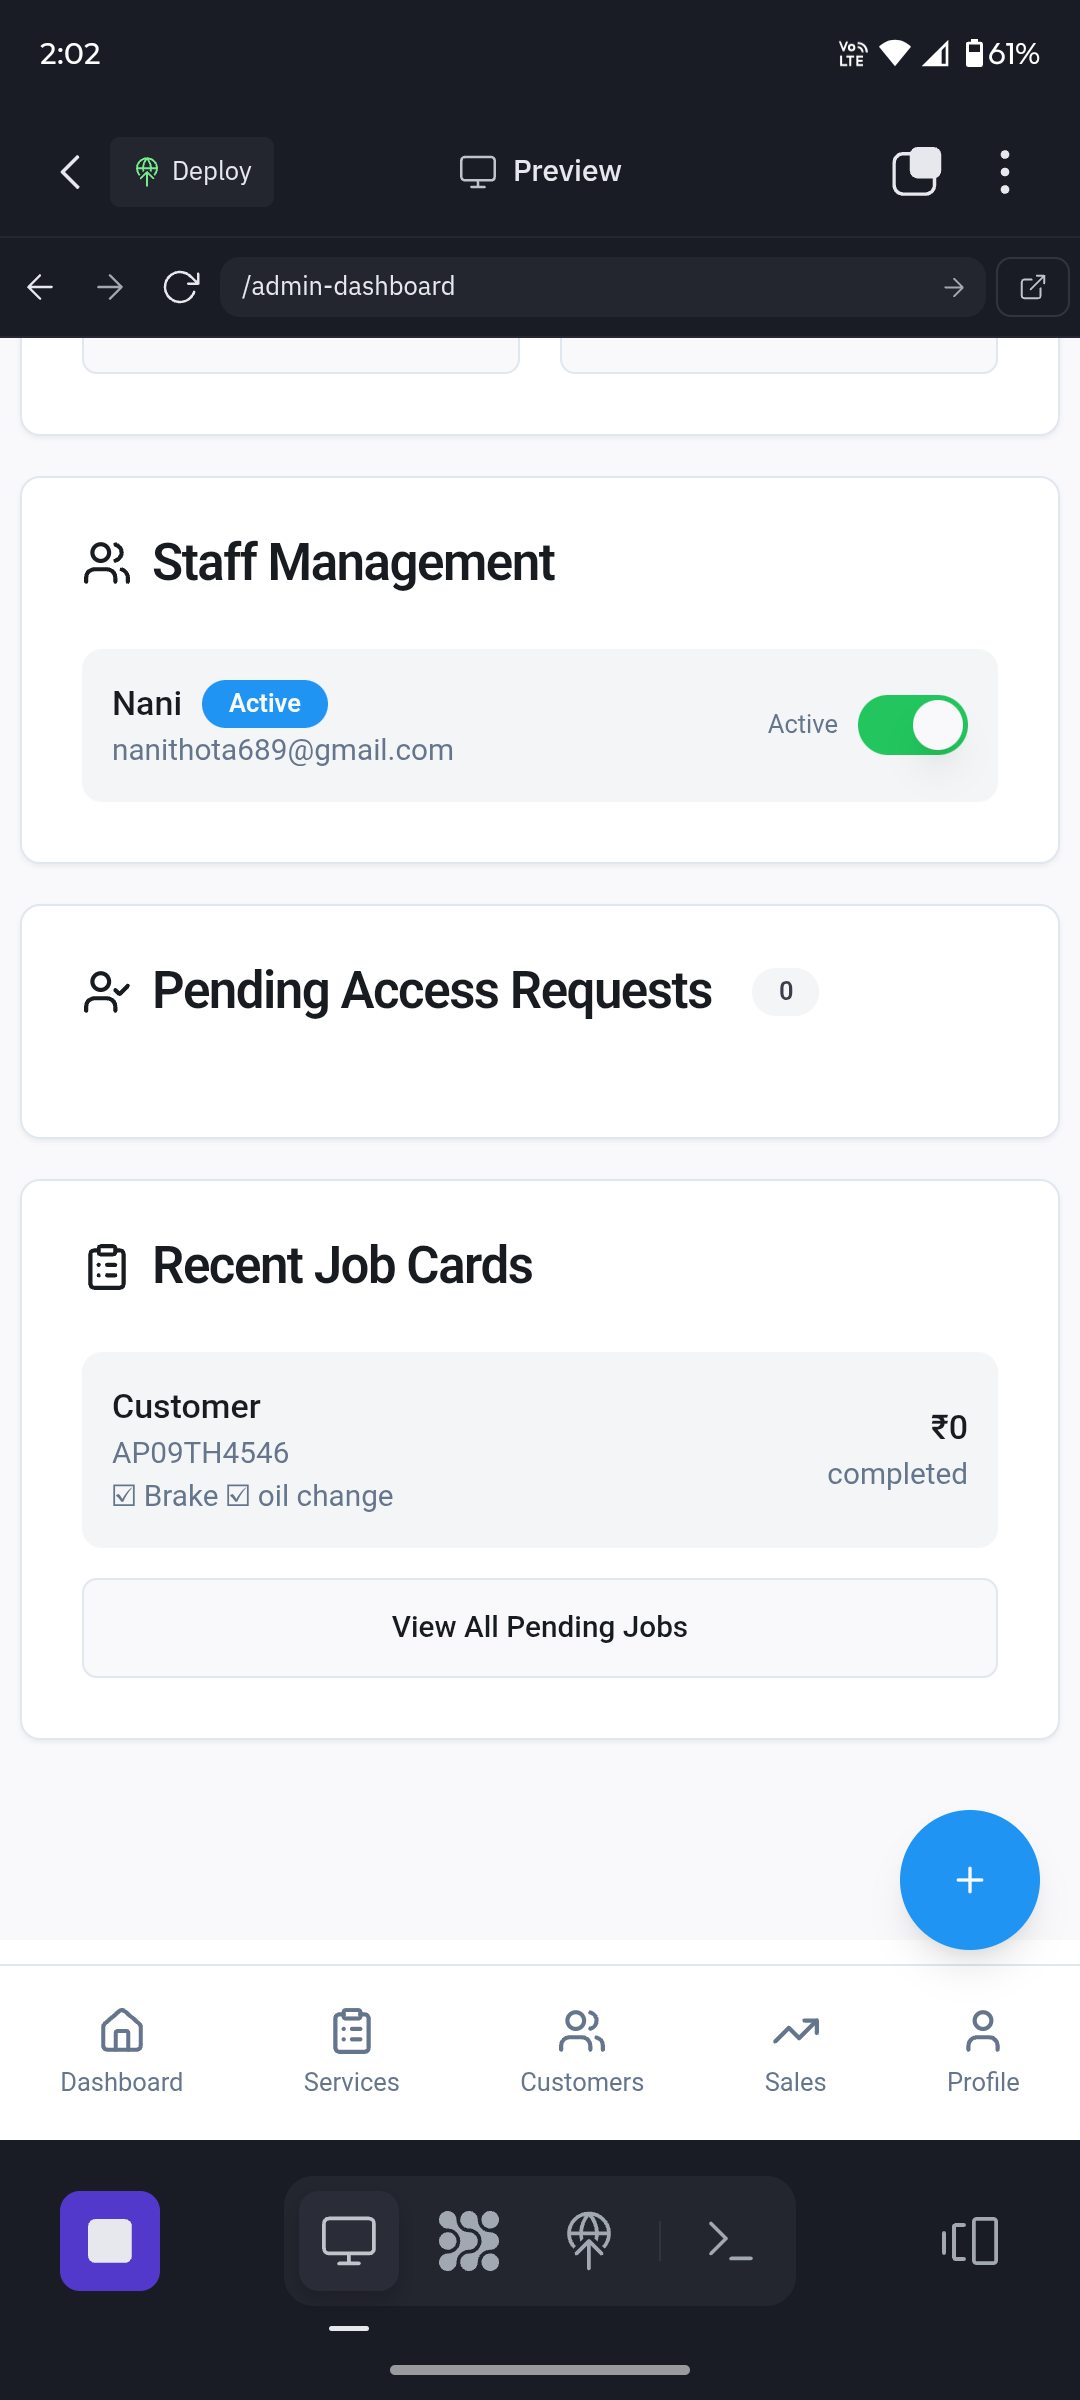 2:02
Vo LTE
61%
Deploy
Preview
/admin-dashboard
Staff Management
Nani
Active
nanithota689@gmail.com
Active
Pending Access Requests
0
Recent Job Cards
Customer
AP09TH4546
☑ Brake ☑ oil change
₹0
completed
View All Pending Jobs
Dashboard
Services
Customers
Sales
Profile